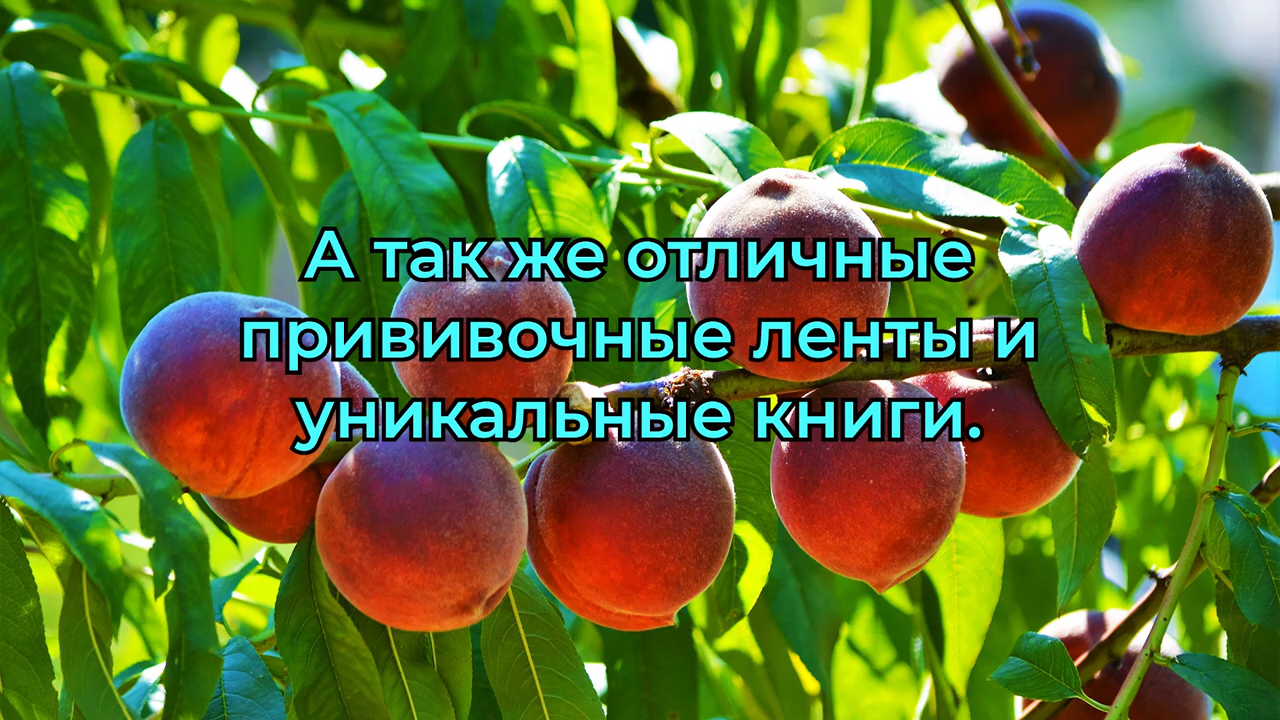 А так же отличные
прививочные ленты и
уникальные книги.